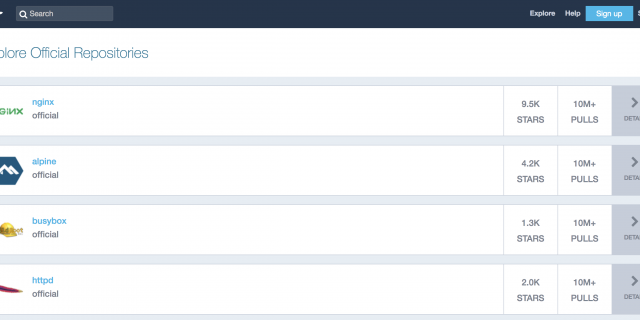 Search
Explore Help Sign up
plore Official Repositories
GINX
nginx
official
9.5K
STARS
10M+
PULLS
DETA
alpine
official
4.2K
STARS
10M+
PULLS
DETA
busybox
official
1.3K
STARS
10M+
PULLS
DETA
httpd
official
2.0K
STARS
10M+
PULLS
DETA